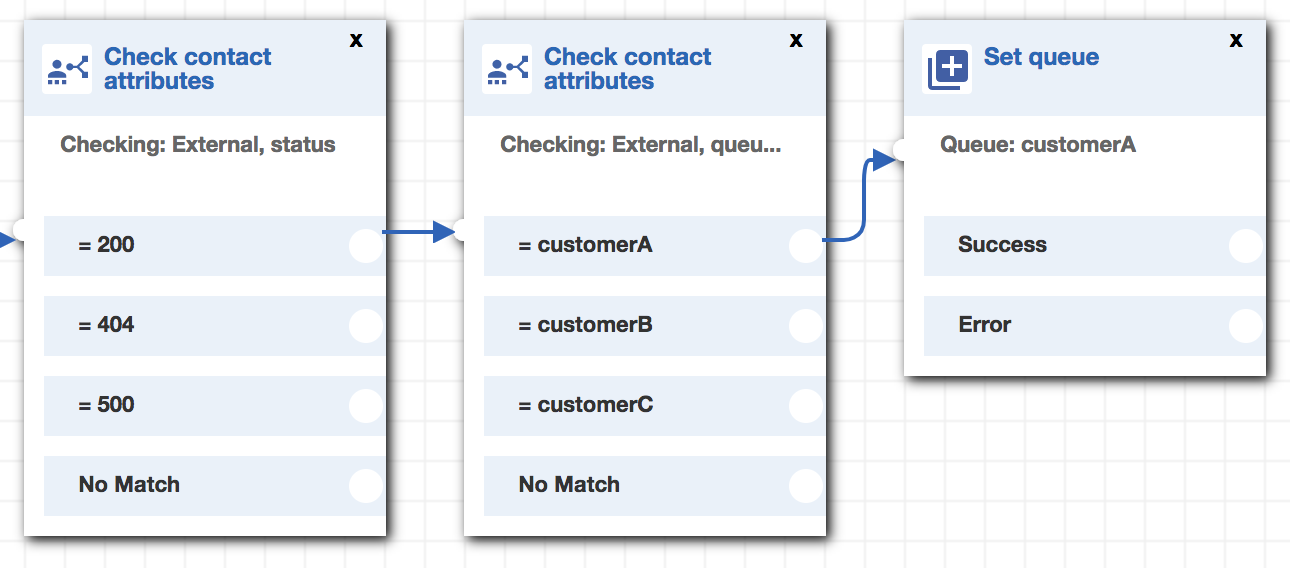 x
Check contact
attributes
Checking: External, status
= 200
= 404
= 500
No Match
x
Check contact
attributes
Checking: External, queu...
= customerA
= customerB
= customerC
No Match
x
Set queue
Queue: customerA
Success
Error